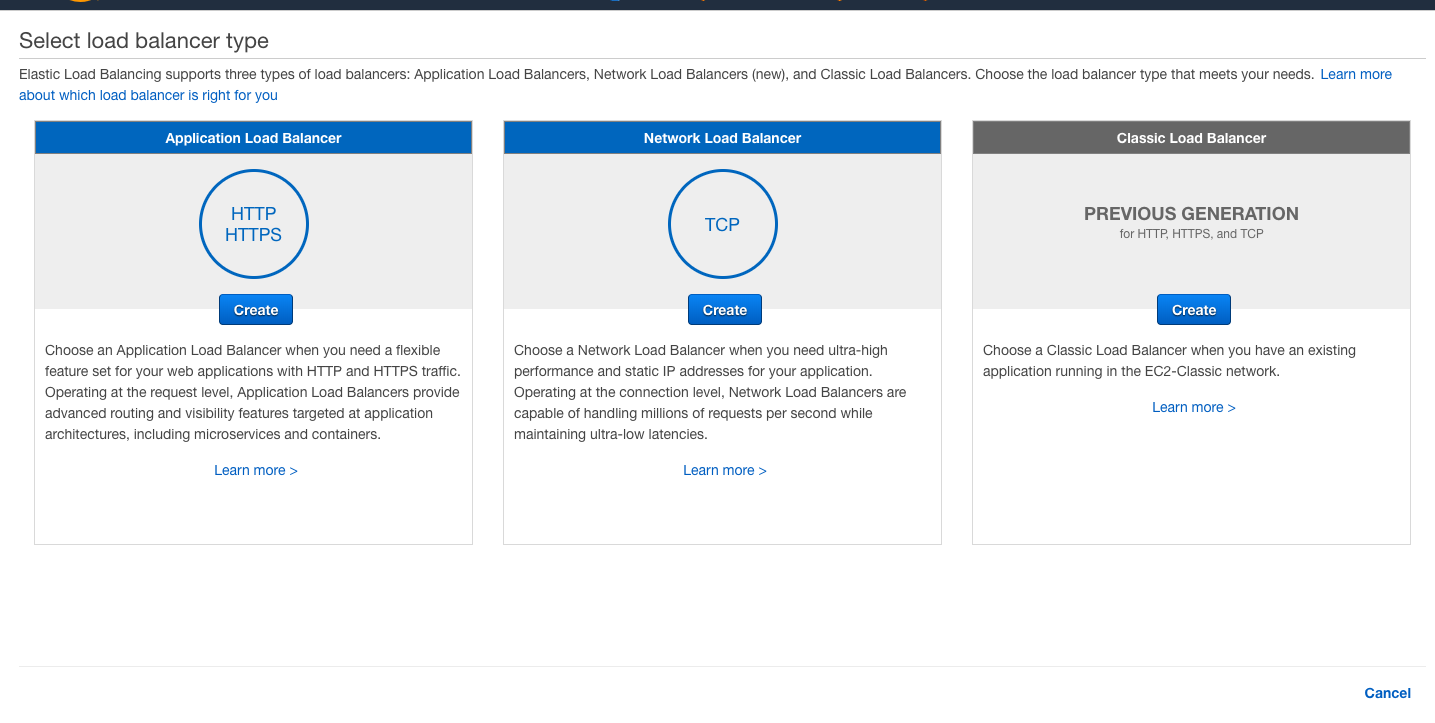 Select load balancer type
Elastic Load Balancing supports three types of load balancers: Application Load Balancers, Network Load Balancers (new), and Classic Load Balancers. Choose the load balancer type that meets your needs. Learn more
about which load balancer is right for you
Application Load Balancer
HTTP
HTTPS
Create
Choose an Application Load Balancer when you need a flexible
feature set for your web applications with HTTP and HTTPS traffic.
Operating at the request level, Application Load Balancers provide
advanced routing and visibility features targeted at application
architectures, including microservices and containers.
Learn more >
Network Load Balancer
TCP
Create
Choose a Network Load Balancer when you need ultra-high
performance and static IP addresses for your application.
Operating at the connection level, Network Load Balancers are
capable of handling millions of requests per second while
maintaining ultra-low latencies.
Learn more >
Classic Load Balancer
PREVIOUS GENERATION
for HTTP, HTTPS, and TCP
Create
Choose a Classic Load Balancer when you have an existing
application running in the EC2-Classic network.
Learn more >
Cancel